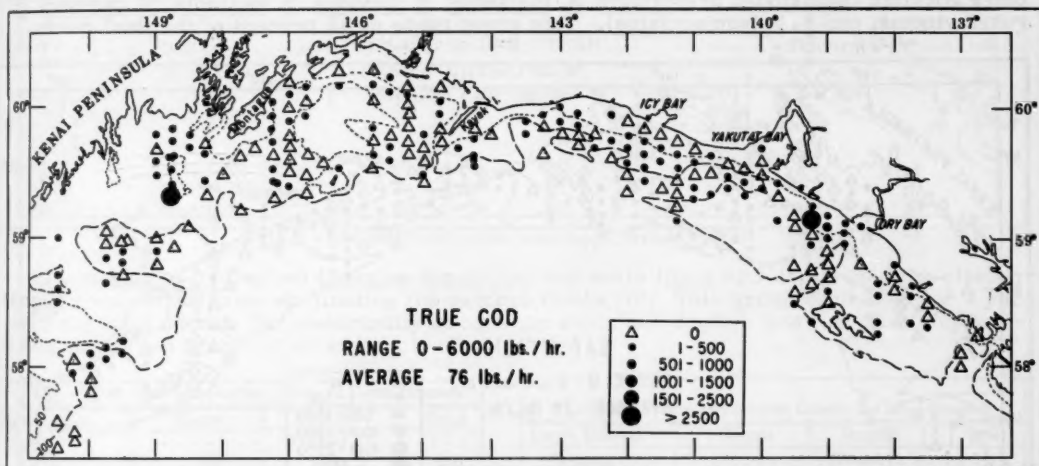 149° 146° 143° 140° 137°
KENAI PENINSULA
60° 60°
ICY BAY
YAKUTAT BAY
DRY BAY
59° 59°
TRUE COD
RANGE 0-6000 lbs./hr.
AVERAGE 76 lbs./hr.
0
1-500
501-1000
1001-1500
1501-2500
> 2500
58° 58°
50
100